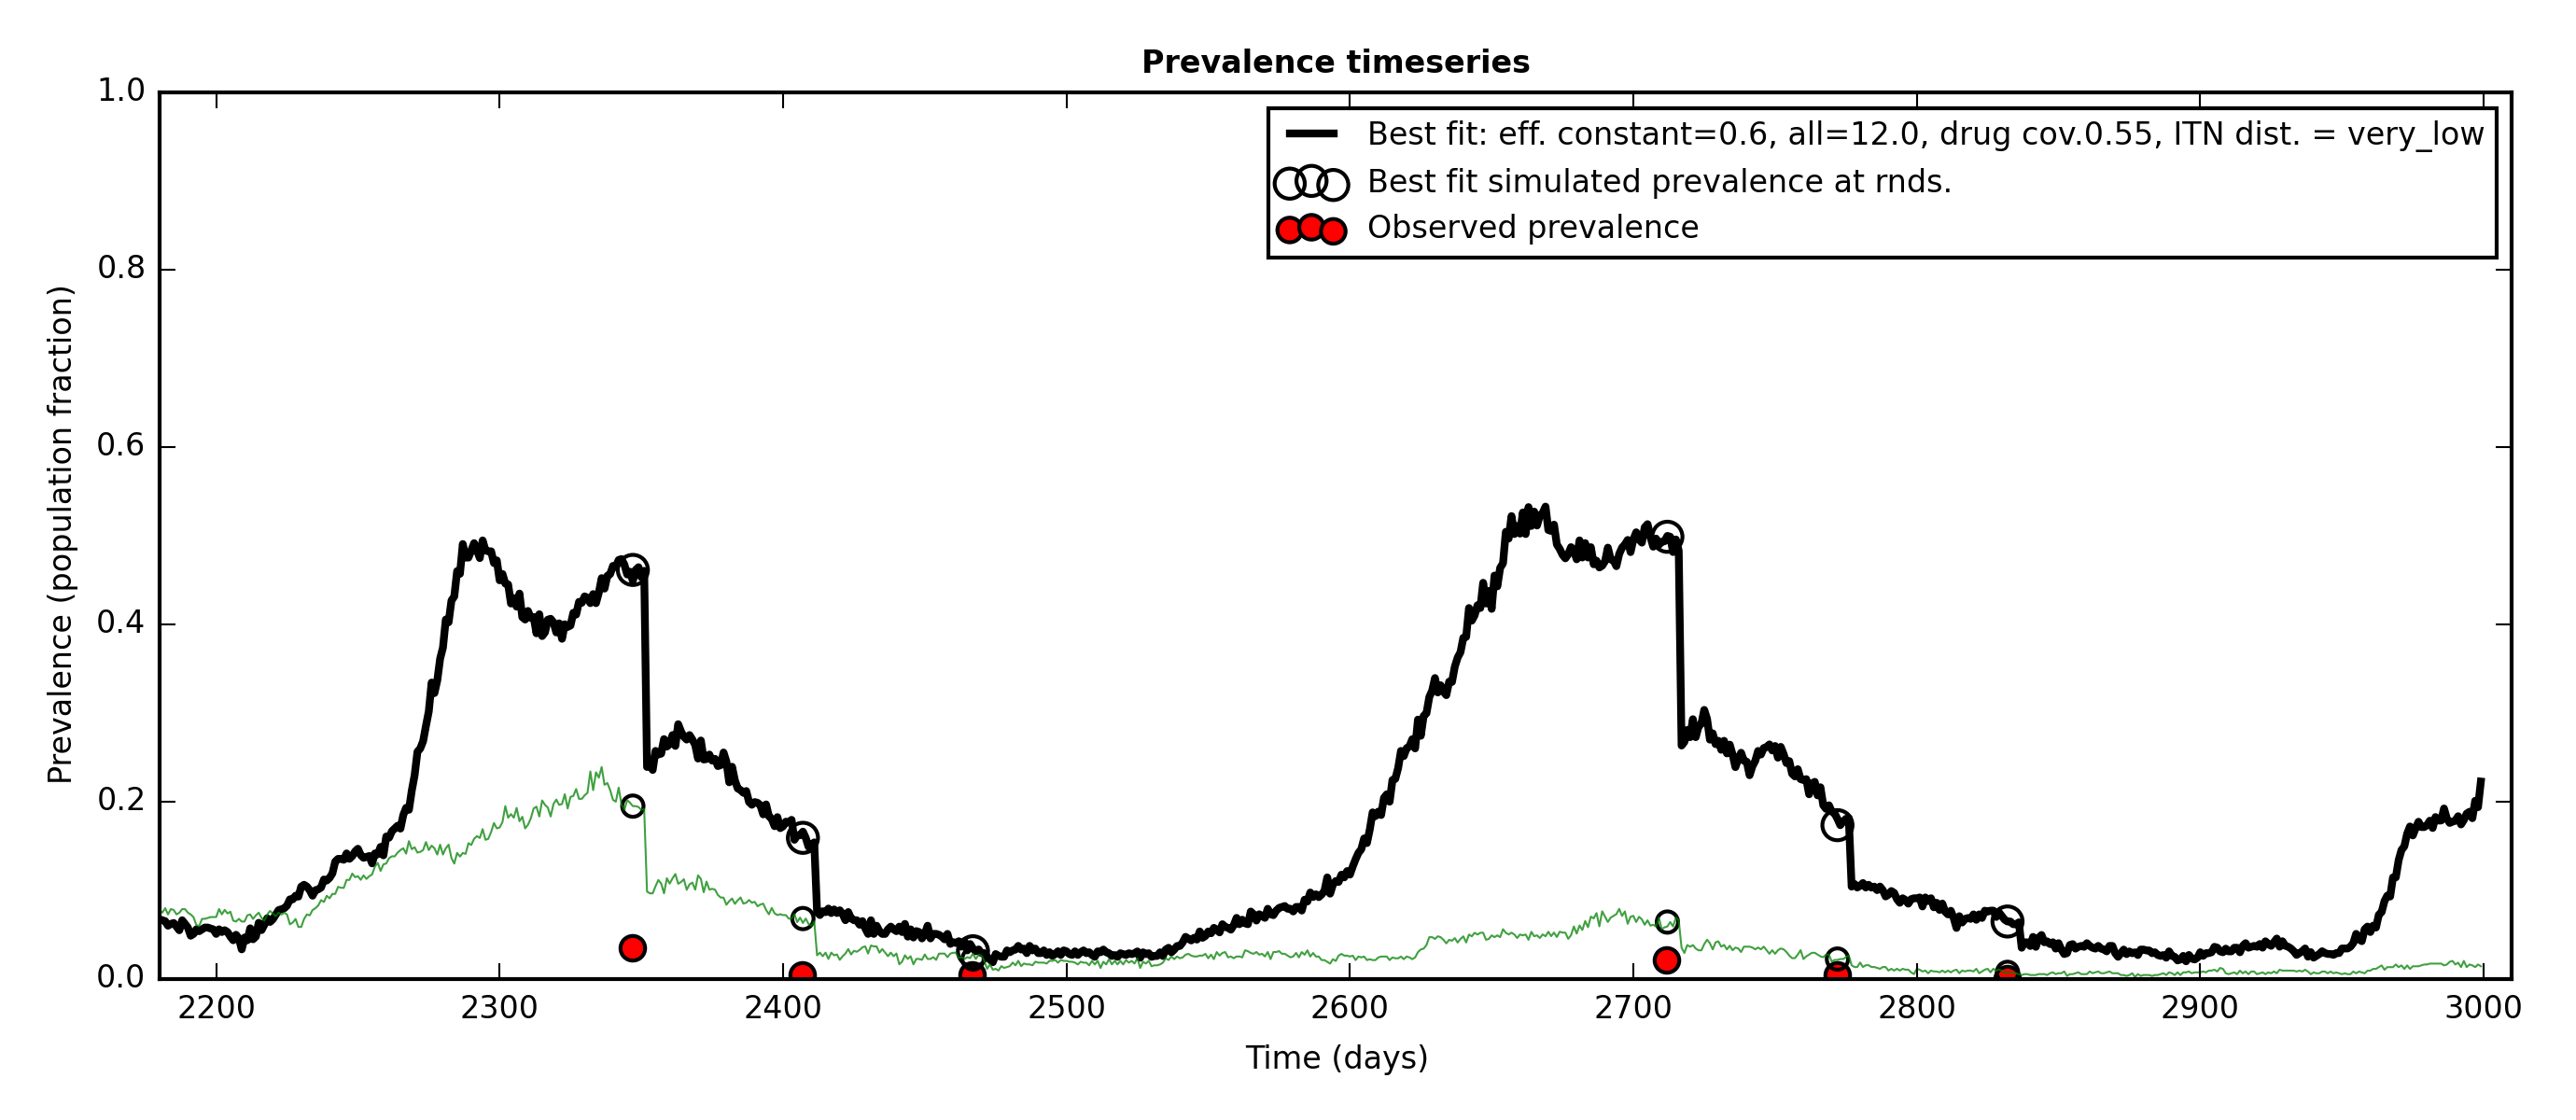 Prevalence timeseries
1.0
0.8
0.6
0.4
0.2
0.0
Prevalence (population fraction)
Best fit: eff. constant=0.6, all=12.0, drug cov.0.55, ITN dist. = very_low
Best fit simulated prevalence at rnds.
Observed prevalence
2200 2300 2400 2500 2600 2700 2800 2900 3000
Time (days)